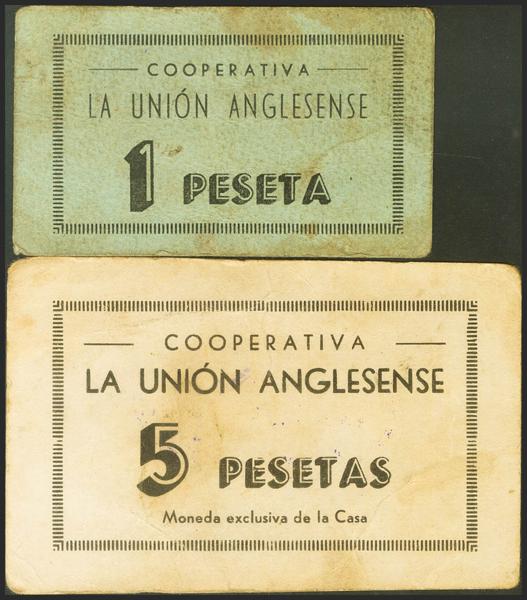 COOPERATIVA
LA UNIÓN ANGLESENSE
1 PESETA
COOPERATIVA
LA UNIÓN ANGLESENSE
5 PESETAS
Moneda exclusiva de la Casa